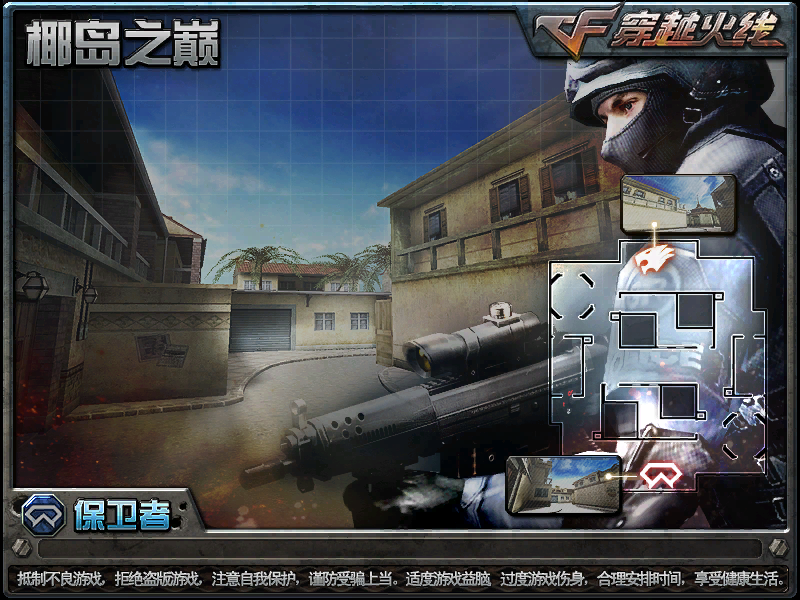 椰岛之巅
CF 穿越火线
保卫者
抵制不良游戏，拒绝盗版游戏，注意自我保护，谨防受骗上当。适度游戏益脑 过度游戏伤身，合理安排时间，享受健康生活。